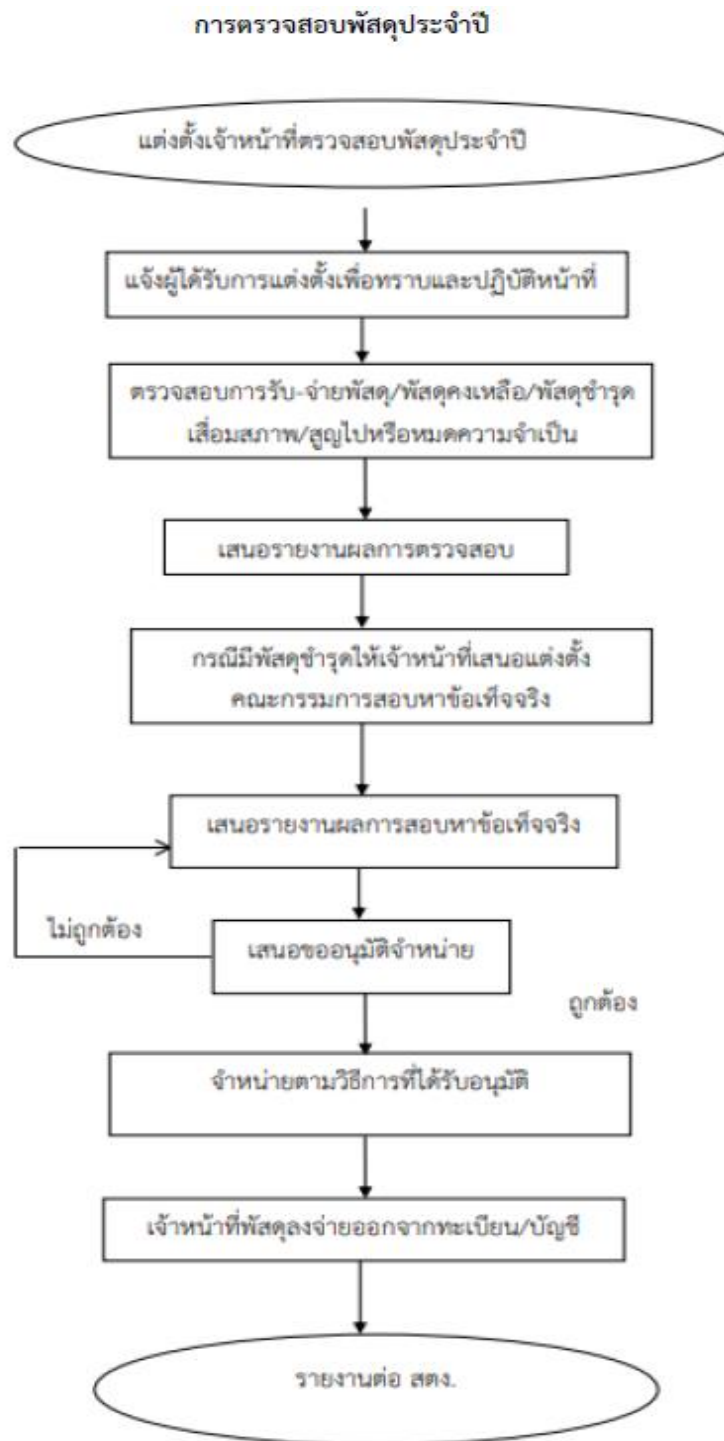 การตรวจสอบพัสดุประจำปี
แต่งตั้งเจ้าหน้าที่ตรวจสอบพัสดุประจำปี
แจ้งผู้ได้รับการแต่งตั้งเพื่อทราบและปฏิบัติหน้าที่
ตรวจสอบการรับ-จ่ายพัสดุ/พัสดุคงเหลือ/พัสดุชำรุด
เสื่อมสภาพ/สูญไปหรือหมดความจำเป็น
เสนอรายงานผลการตรวจสอบ
กรณีมีพัสดุชำรุดให้เจ้าหน้าที่เสนอแต่งตั้ง
คณะกรรมการสอบหาข้อเท็จจริง
เสนอรายงานผลการสอบหาข้อเท็จจริง
ไม่ถูกต้อง
เสนอขออนุมัติจำหน่าย
ถูกต้อง
จำหน่ายตามวิธีการที่ได้รับอนุมัติ
เจ้าหน้าที่พัสดุลงจ่ายออกจากทะเบียน/บัญชี
รายงานต่อ สตง.